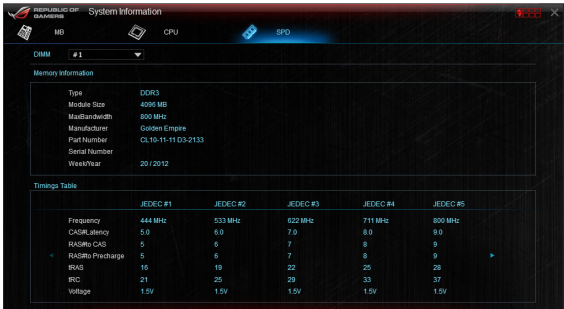 REPUBLIC OF GAMERS System Information
MB CPU SPD
DIMM #1
Memory Information
Type DDR3
Module Size 4096 MB
MaxBandwidth 800 MHz
Manufacturer Golden Empire
Part Number CL10-11-11 D3-2133
Serial Number
Week/Year 20 / 2012
Timings Table
JEDEC #1 JEDEC #2 JEDEC #3 JEDEC #4 JEDEC #5
Frequency 444 MHz 533 MHz 622 MHz 711 MHz 800 MHz
CAS#Latency 5.0 6.0 7.0 8.0 9.0
RAS#to CAS 5 6 7 8 9
RAS#to Precharge 5 6 7 8 9
tRAS 16 19 22 25 28
tRC 21 25 29 33 37
Voltage 1.5V 1.5V 1.5V 1.5V 1.5V